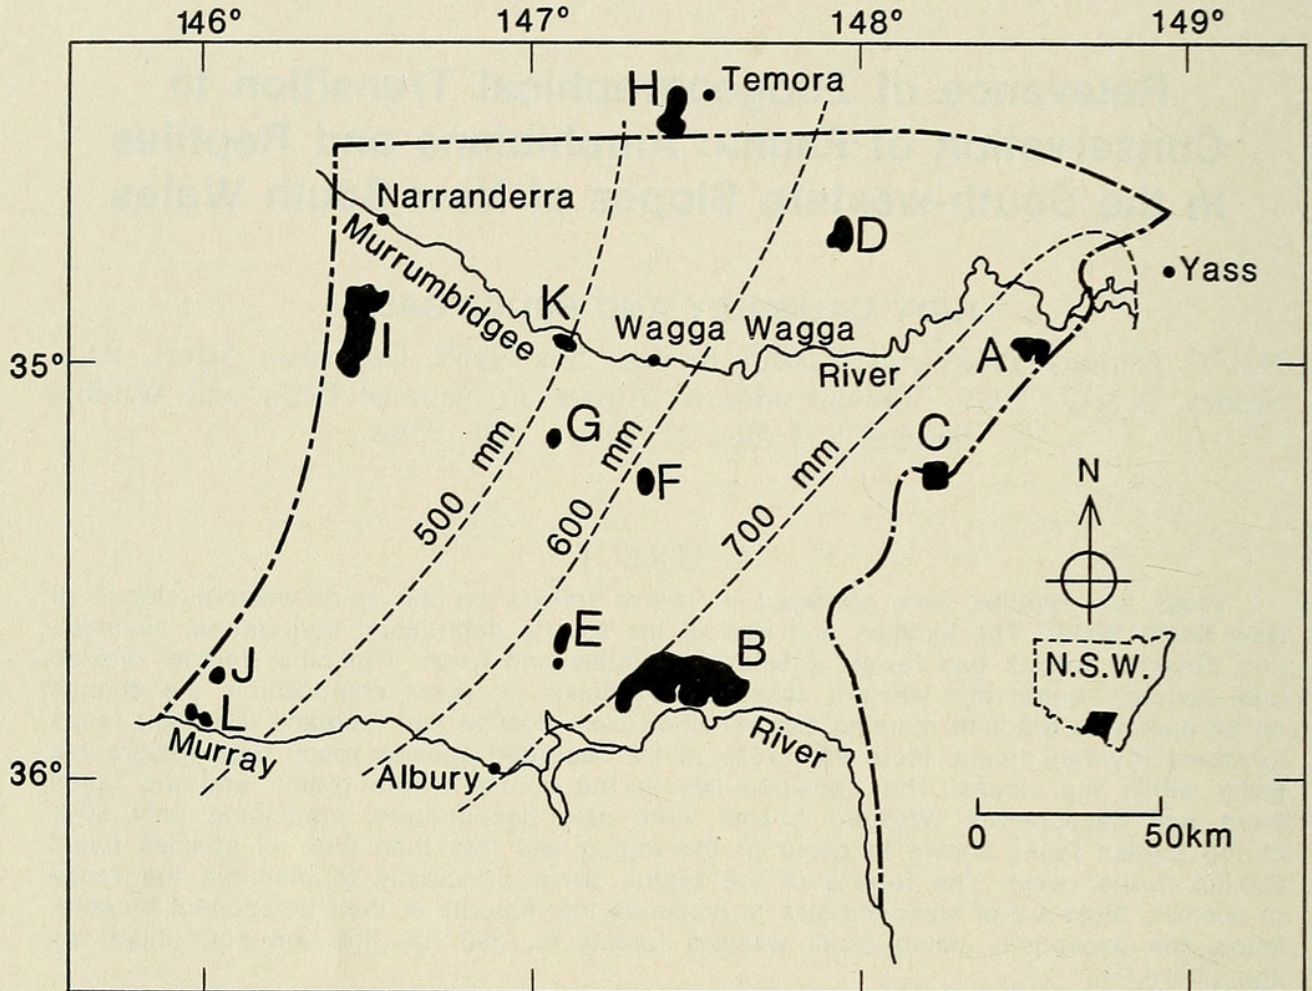 146° 147° 148° 149°
H Temora
Narranderra
D
Murrumbidgee
Yass
K
Wagga Wagga
I
A
35°
River
G
C
mm
mm
mm
F
N
500
600
700
E
B
N.S.W.
J
L
Murray
River
36°
Albury
0 50km